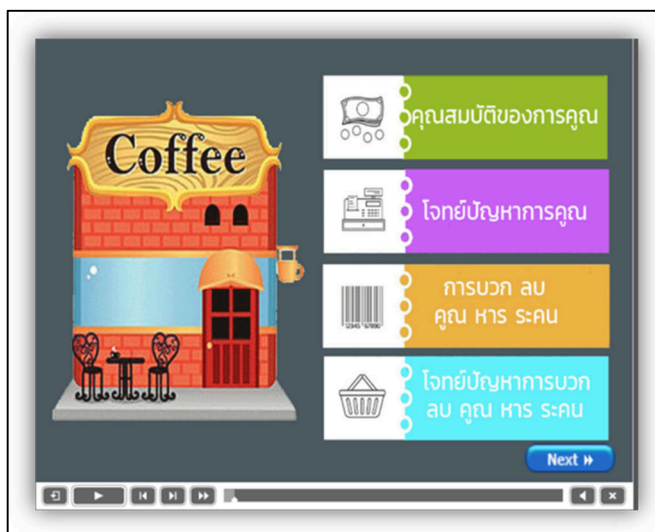 Coffee
คุณสมบัติของการคูณ
โจทย์ปัญหาการคูณ
การบวก ลบ
คูณ หาร ระคน
โจทย์ปัญหาการบวก
ลบ คูณ หาร ระคน
Next